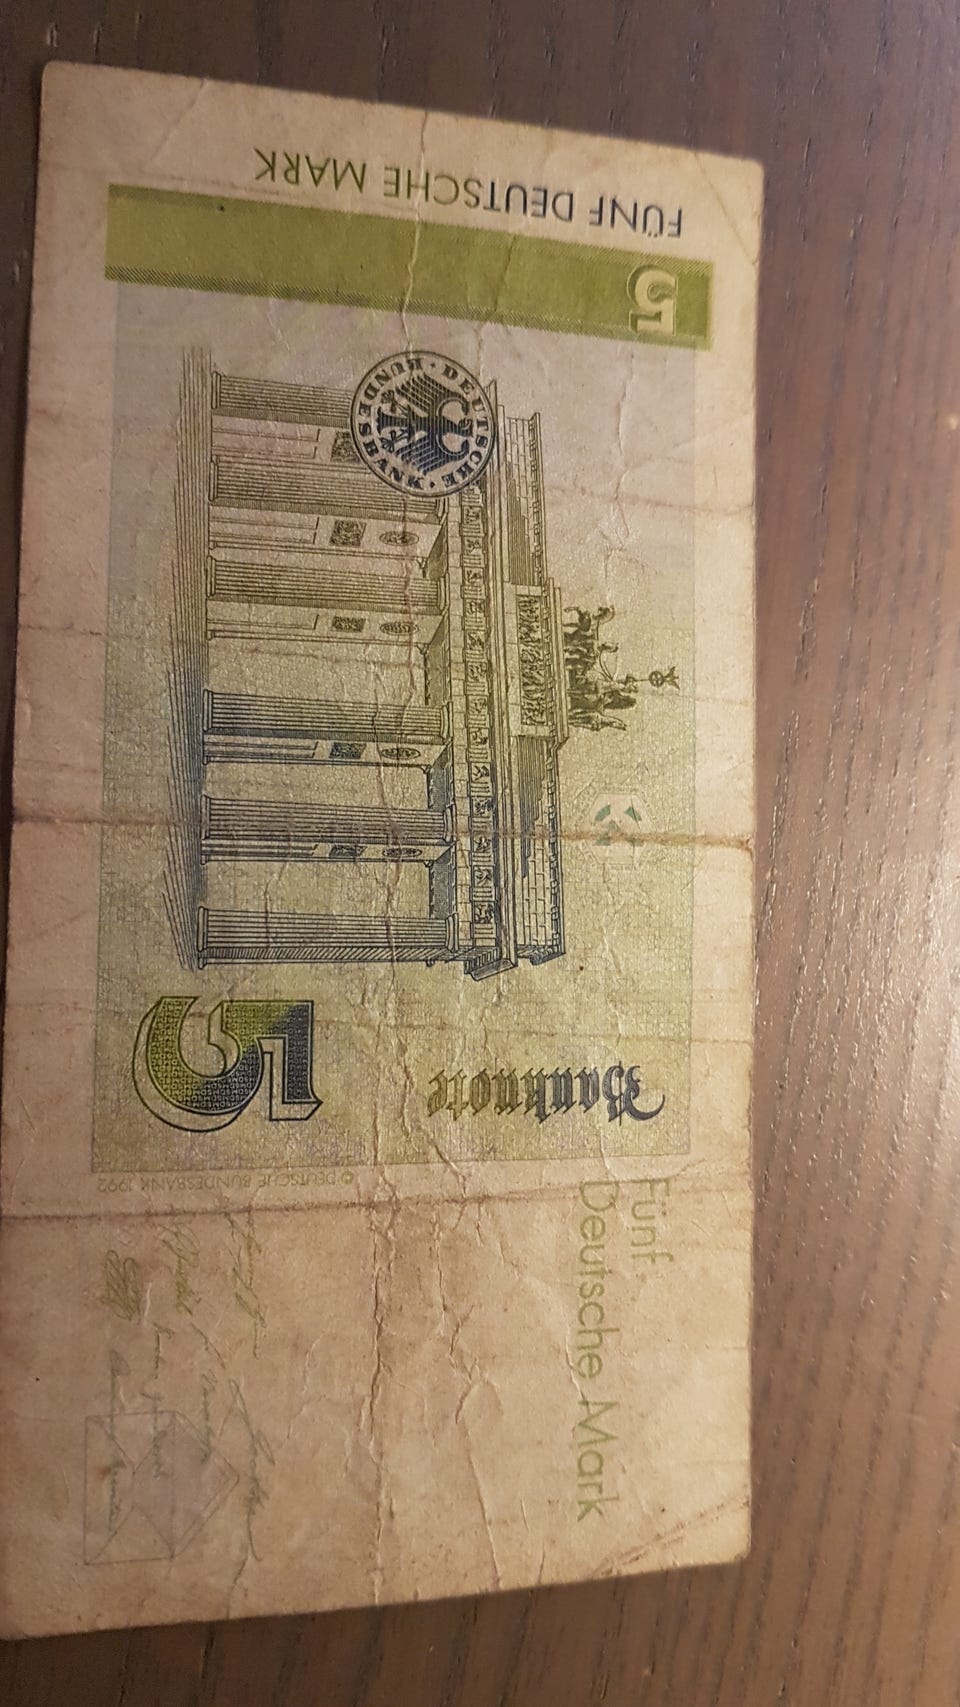 FÜNF DEUTSCHE MARK
5
DEUTSCHE · BUNDESBANK ·
5
Banknote
© DEUTSCHE BUNDESBANK 1992
Fünf
Deutsche Mark